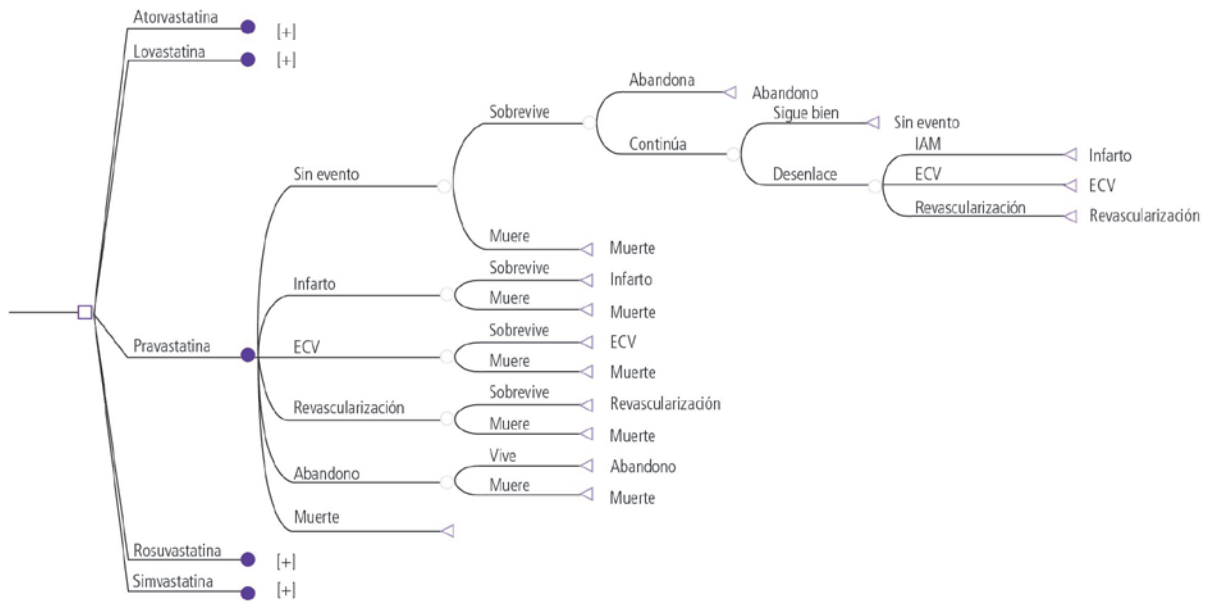 Atorvastatina [+]
Lovastatina [+]
Abandona Abandono
Sobrevive Sigue bien Sin evento
Continúa IAM Infarto
Sin evento Desenlace ECV ECV
Revascularización Revascularización
Muere Muerte
Sobrevive Infarto
Infarto
Muere Muerte
Sobrevive ECV
Pravastatina ECV
Muere Muerte
Sobrevive Revascularización
Revascularización
Muere Muerte
Vive Abandono
Abandono
Muere Muerte
Muerte
Rosuvastatina [+]
Simvastatina [+]